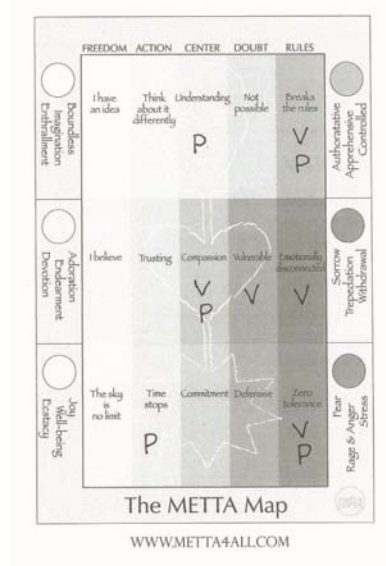 FREEDOM ACTION CENTER DOUBT RULES
Boundless
Imagination
Enthrallment
I have
an idea
Think
about it
differently
Understanding
P
Not
possible
Breaks
the rules
V
P
Authoratative
Apprehensive
Controlled
Adoration
Endearment
Devotion
I believe
Trusting
Compassion
V
P
Vulnerable
V
Emotionally
disconnected
V
Sorrow
Trepedation
Withdrawal
Joy
Well-being
Ecstacy
The sky
is
no limit
Time
stops
P
Commitment
Defensive
Zero
tolerance
V
P
Fear
Rage & Anger
Stress
The METTA Map
WWW.METTA4ALL.COM